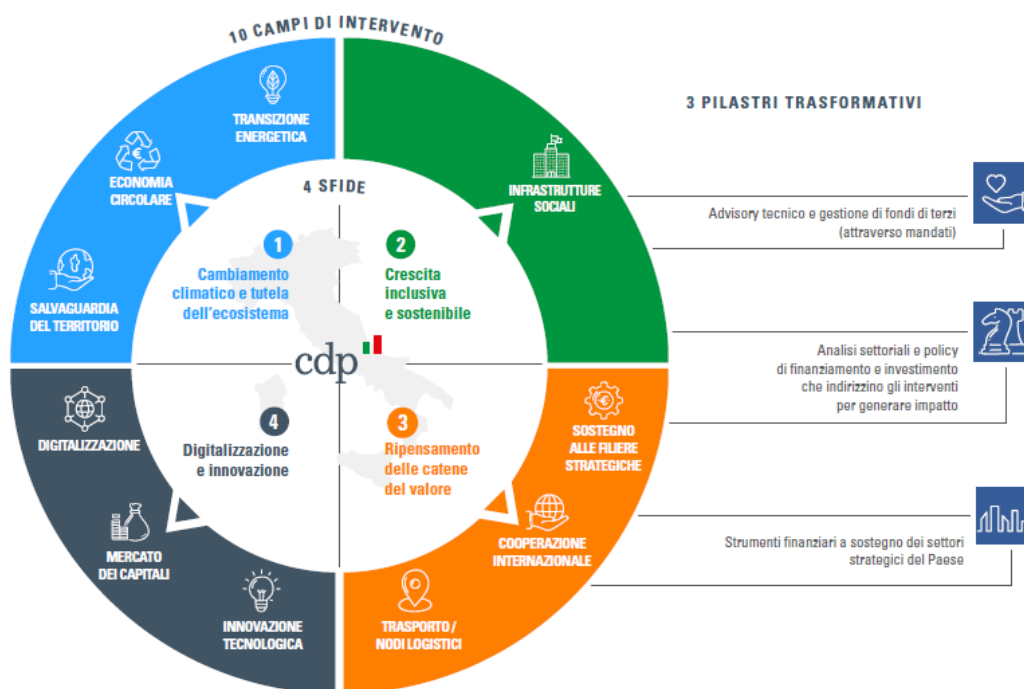 10 CAMPI DI INTERVENTO
TRANSIZIONE
ENERGETICA
ECONOMIA
CIRCOLARE
SALVAGUARDIA
DEL TERRITORIO
INFRASTRUTTURE
SOCIALI
4 SFIDE
1
Cambiamento
climatico e tutela
dell'ecosistema
2
Crescita
inclusiva
e sostenibile
cdp
4
Digitalizzazione
e innovazione
3
Ripensamento
delle catene
del valore
DIGITALIZZAZIONE
MERCATO
DEI CAPITALI
INNOVAZIONE
TECNOLOGICA
SOSTEGNO
ALLE FILIERE
STRATEGICHE
COOPERAZIONE
INTERNAZIONALE
TRASPORTO /
NODI LOGISTICI
3 PILASTRI TRASFORMATIVI
Advisory tecnico e gestione di fondi di terzi
(attraverso mandati)
Analisi settoriali e policy
di finanziamento e investimento
che indirizzino gli interventi
per generare impatto
Strumenti finanziari a sostegno dei settori
strategici del Paese